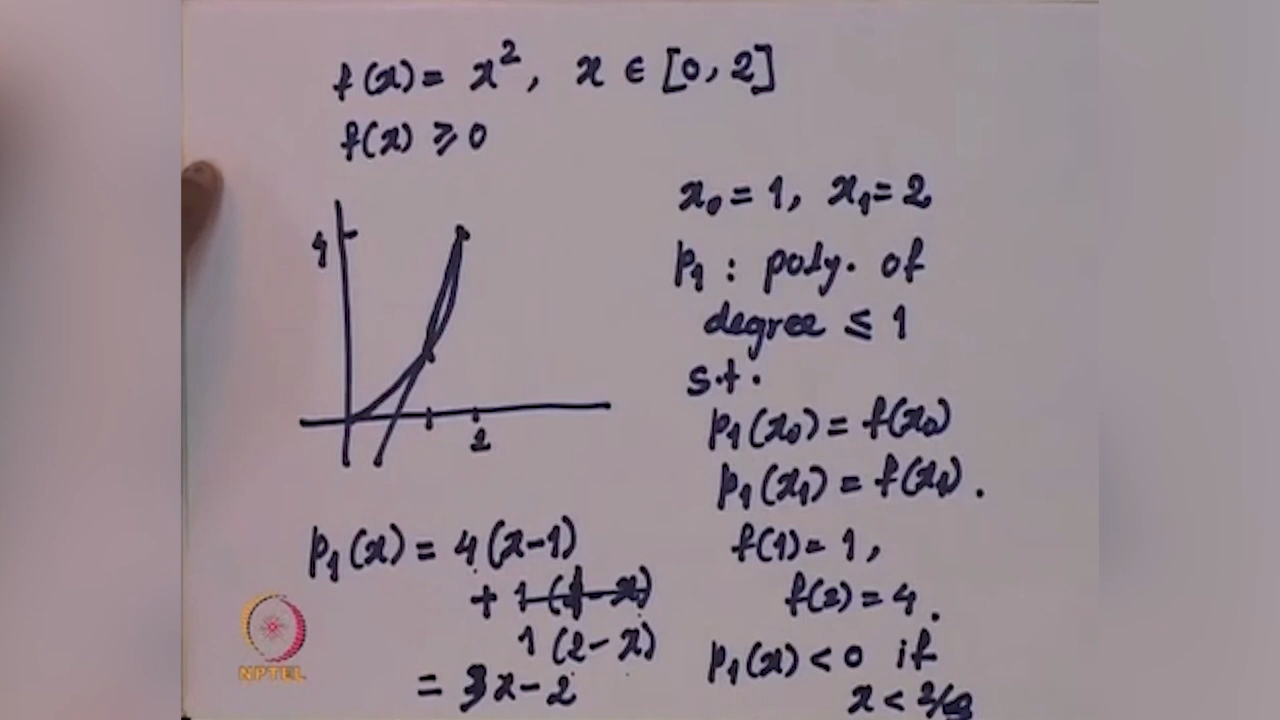 f(x) = x², x ∈ [0, 2]
f(x) ≥ 0
4
2
p₁(x) = 4(x-1)
+ 1(1-x)
1(2-x)
= 3x-2
x₀ = 1, x₁ = 2
p₁ : poly. of
degree ≤ 1
s.t.
p₁(x₀) = f(x₀)
p₁(x₁) = f(x₁).
f(1) = 1,
f(2) = 4.
p₁(x) < 0 if
x < 2/3
NPTEL